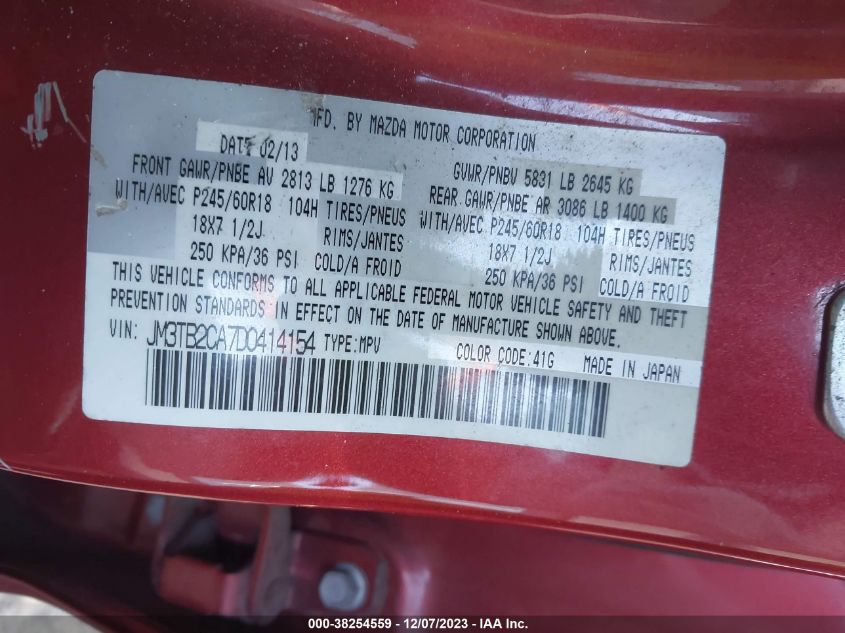 MFD. BY MAZDA MOTOR CORPORATION
DATE 02/13
GVWR/PNBV 5831 LB 2645 KG
FRONT GAWR/PNBE AV 2813 LB 1276 KG
REAR GAWR/PNBE AR 3086 LB 1400 KG
WITH/AVEC P245/60R18 104H TIRES/PNEUS
WITH/AVEC P245/60R18 104H TIRES/PNEUS
18X7 1/2J RIMS/JANTES
18X7 1/2J RIMS/JANTES
250 KPA/36 PSI COLD/A FROID
250 KPA/36 PSI COLD/A FROID
THIS VEHICLE CONFORMS TO ALL APPLICABLE FEDERAL MOTOR VEHICLE SAFETY AND THEFT
PREVENTION STANDARDS IN EFFECT ON THE DATE OF MANUFACTURE SHOWN ABOVE.
VIN: JM3TB2CA7D0414154 TYPE:MPV COLOR CODE:41G MADE IN JAPAN
000-38254559 - 12/07/2023 - IAA Inc.